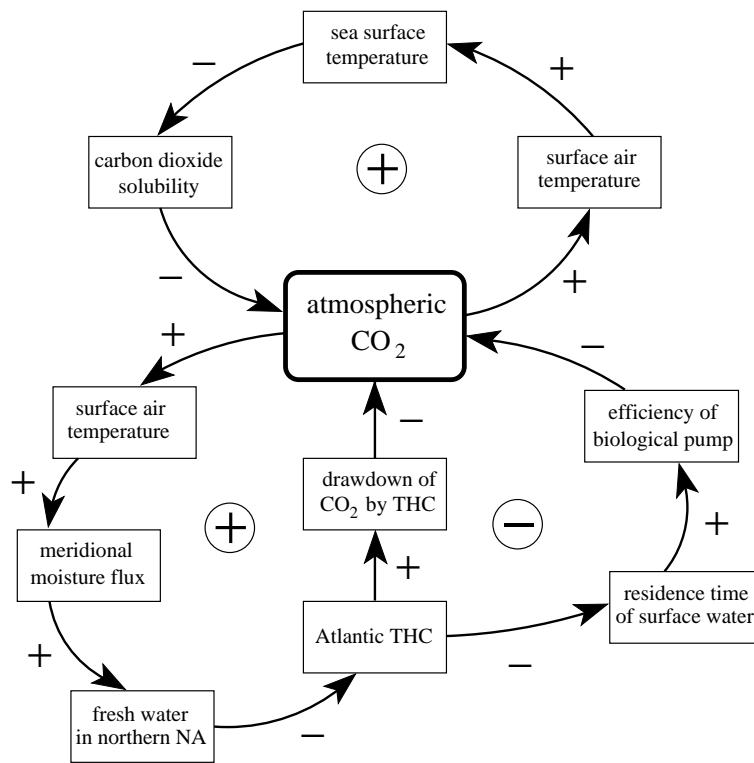 sea surface
temperature
−
+
carbon dioxide
solubility
+
surface air
temperature
−
+
atmospheric
CO2
+
−
surface air
temperature
−
efficiency of
biological pump
+
drawdown of
CO2 by THC
+
−
+
meridional
moisture flux
+
residence time
of surface water
+
Atlantic THC
−
fresh water
in northern NA
−